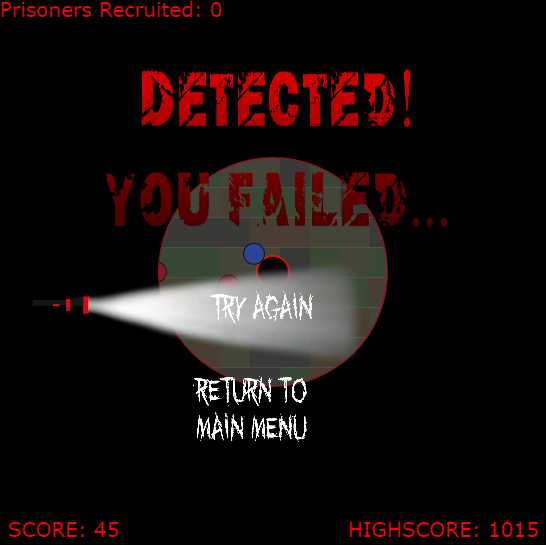 Prisoners Recruited: 0
DETECTED!
YOU FAILED...
TRY AGAIN
RETURN TO
MAIN MENU
SCORE: 45
HIGHSCORE: 1015